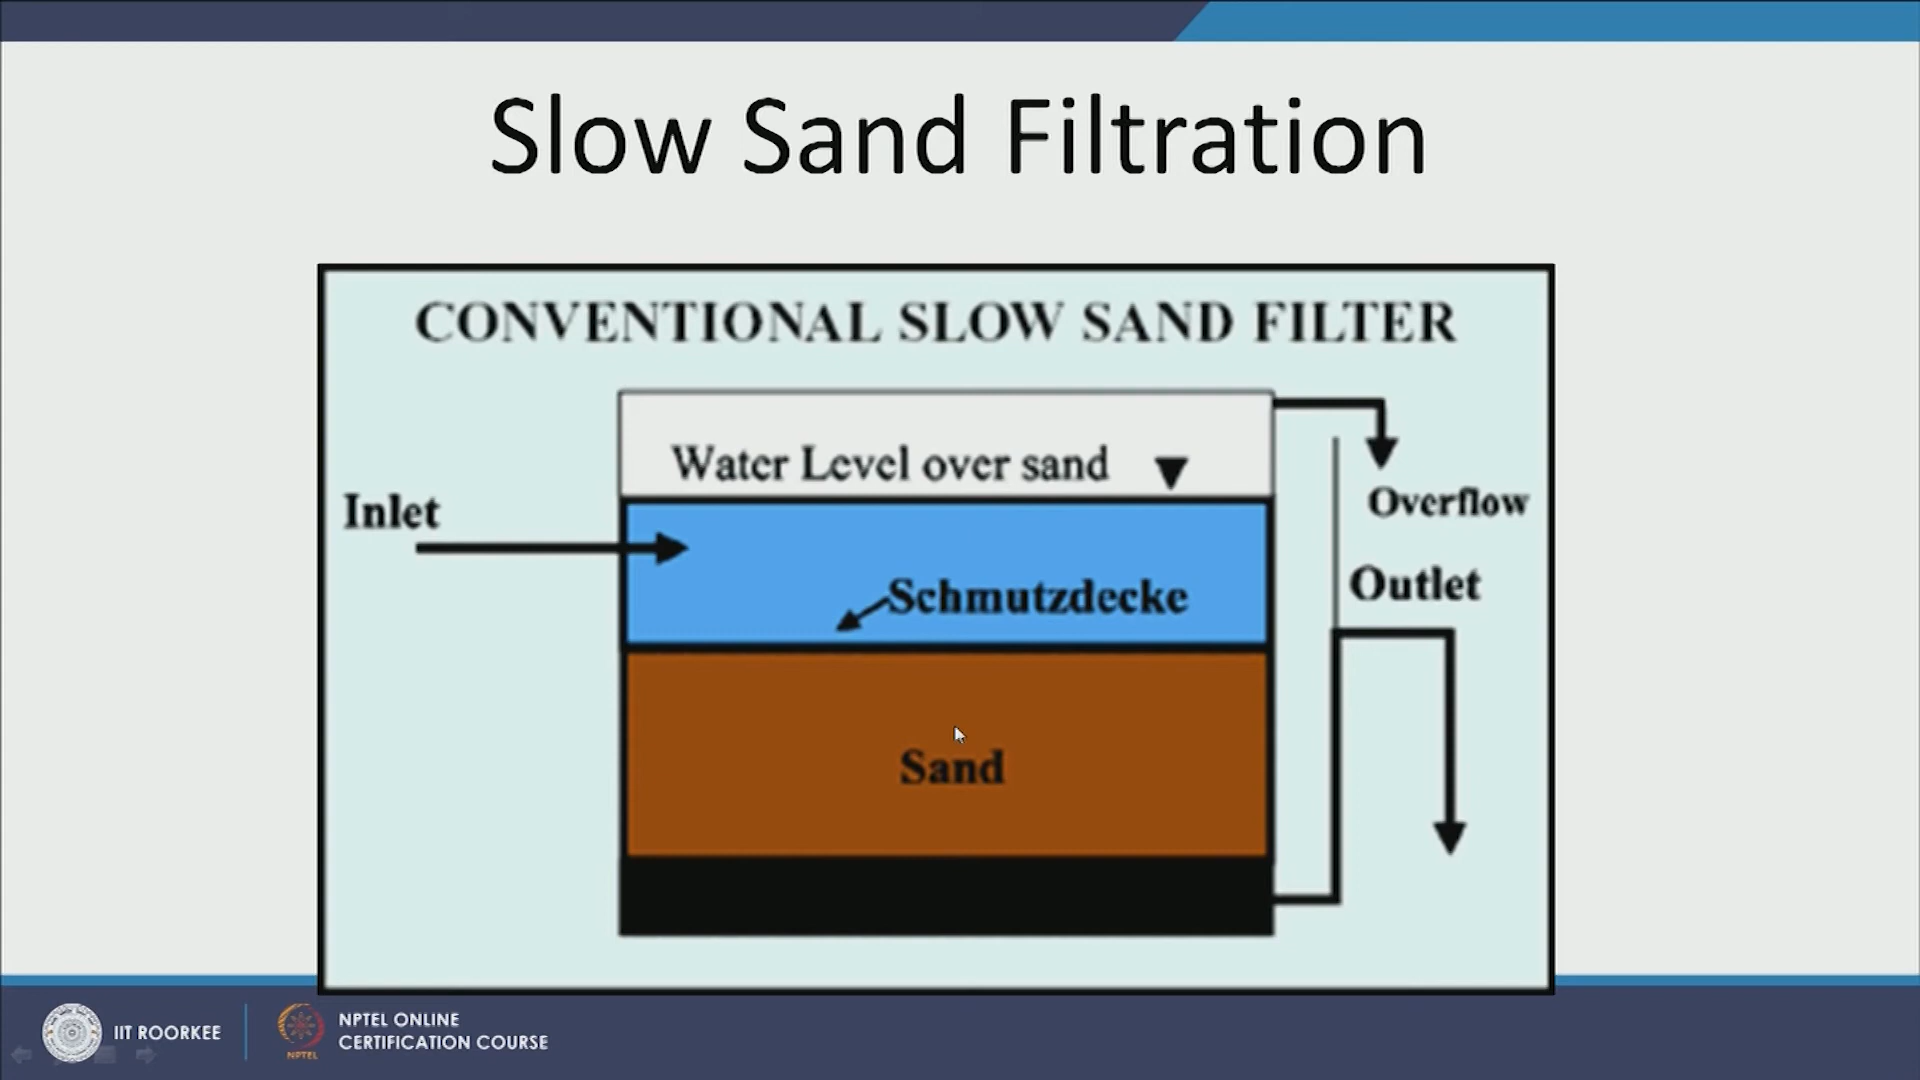 Slow Sand Filtration
CONVENTIONAL SLOW SAND FILTER
Water Level over sand
Inlet
Overflow
Outlet
Schmutzdecke
Sand
IIT ROORKEE
NPTEL
NPTEL ONLINE
CERTIFICATION COURSE